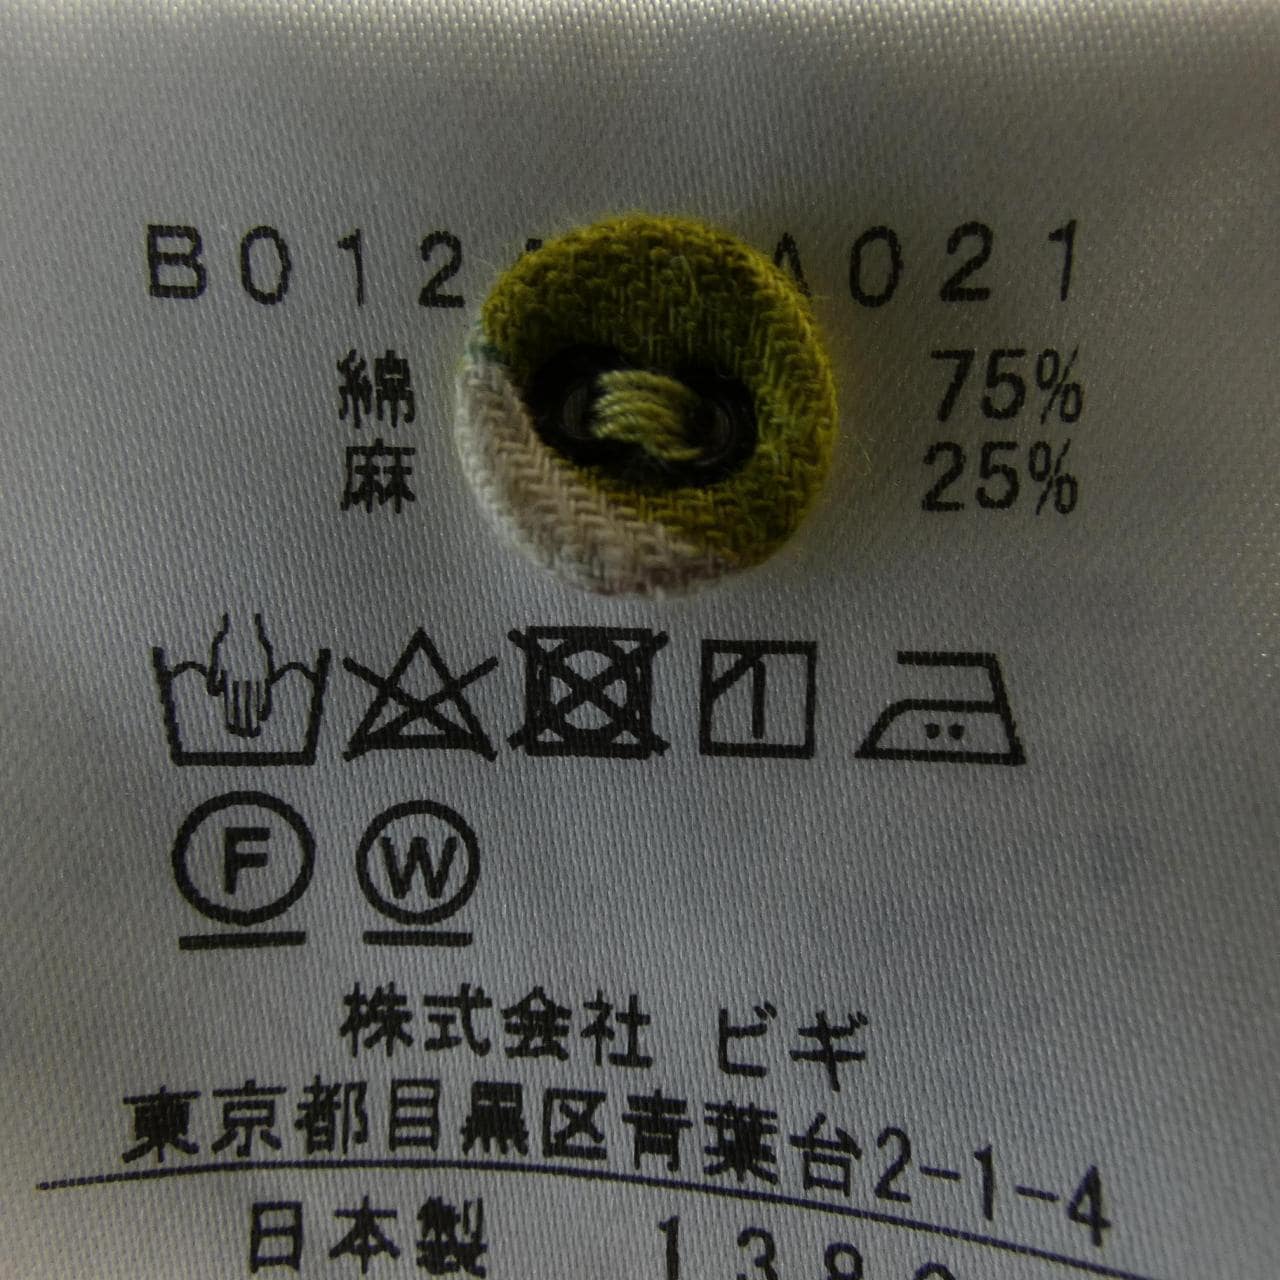 B012 A021
綿 75%
麻 25%
F W
株式会社 ビギ
東京都目黒区青葉台2-1-4
日本製 138